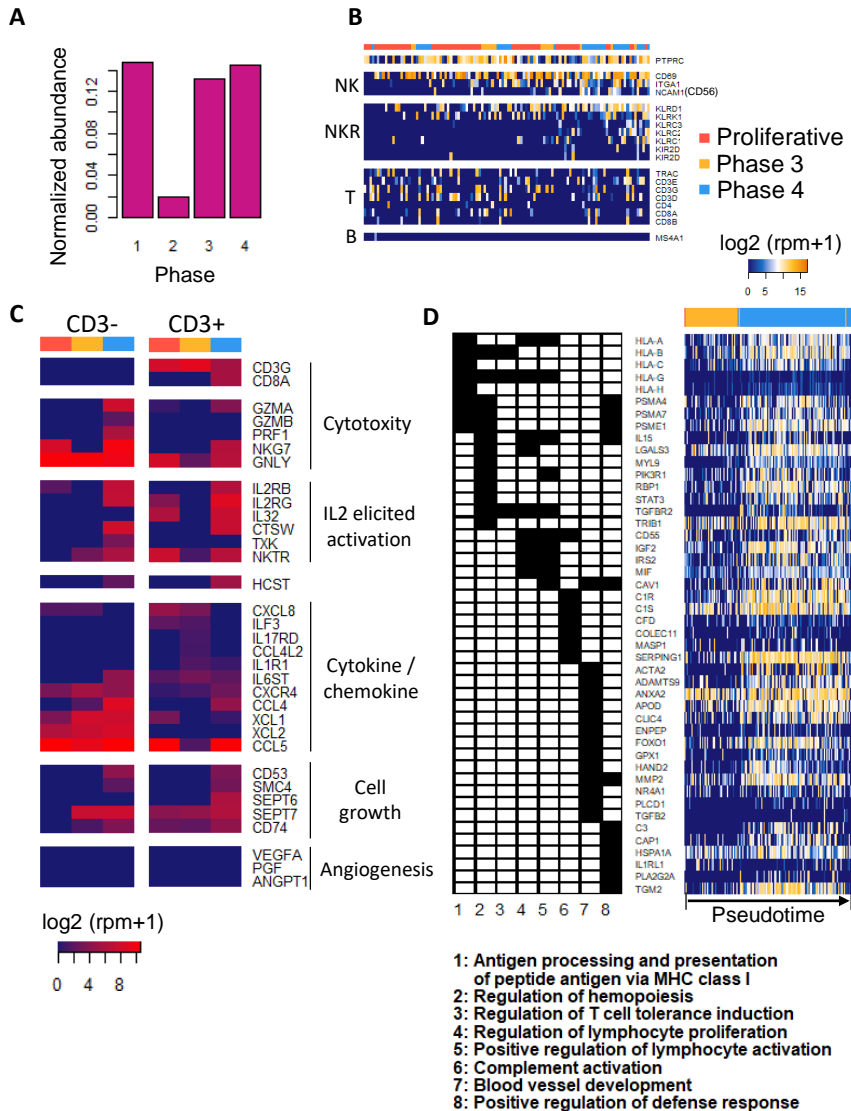 A
Normalized abundance
0.00
0.04
0.08
0.12
1
2
3
4
Phase
B
PTPRC
NK
CD69
ITGA1
NCAM1(CD56)
NKR
KLRD1
KLRK1
KLRC3
KLRC2
KLRC1
KIR2D
KIR2D
T
TRAC
CD3E
CD3G
CD3D
CD4
CD8A
CD8B
B
MS4A1
Proliferative
Phase 3
Phase 4
log2 (rpm+1)
0 5 15
C
CD3- CD3+
CD3G
CD8A
GZMA
GZMB
PRF1
NKG7
GNLY
Cytotoxity
IL2RB
IL2RG
IL32
CTSW
TXK
NKTR
IL2 elicited
activation
HCST
CXCL8
ILF3
IL17RD
CCL4L2
IL1R1
IL6ST
CXCR4
CCL4
XCL1
XCL2
CCL5
Cytokine /
chemokine
CD53
SMC4
SEPT6
SEPT7
CD74
Cell
growth
VEGFA
PGF
ANGPT1
Angiogenesis
log2 (rpm+1)
0 4 8
D
HLA-A
HLA-B
HLA-C
HLA-G
HLA-H
PSMA4
PSMA7
PSME1
IL15
LGALS3
MYL9
PIK3R1
RBP1
STAT3
TGFBR2
TRIB1
CD55
IGF2
IRS2
MIF
CAV1
C1R
C1S
CFD
COLEC11
MASP1
SERPING1
ACTA2
ADAMTS9
ANXA2
APOD
CLIC4
ENPEP
FOXO1
GPX1
HAND2
MMP2
NR4A1
PLCD1
TGFB2
C3
CAP1
HSPA1A
IL1RL1
PLA2G2A
TGM2
1 2 3 4 5 6 7 8
Pseudotime
1: Antigen processing and presentation
of peptide antigen via MHC class I
2: Regulation of hemopoiesis
3: Regulation of T cell tolerance induction
4: Regulation of lymphocyte proliferation
5: Positive regulation of lymphocyte activation
6: Complement activation
7: Blood vessel development
8: Positive regulation of defense response